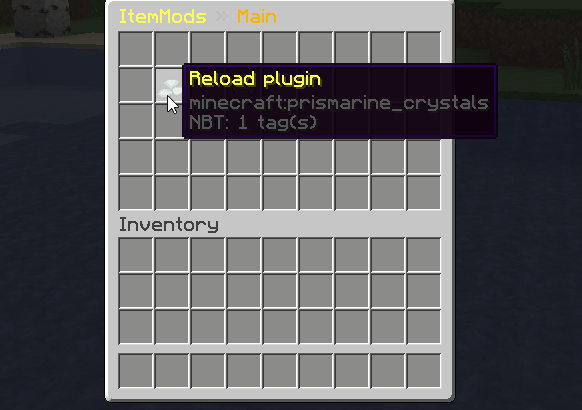 ItemMods » Main
Reload plugin
minecraft:prismarine_crystals
NBT: 1 tag(s)
Inventory